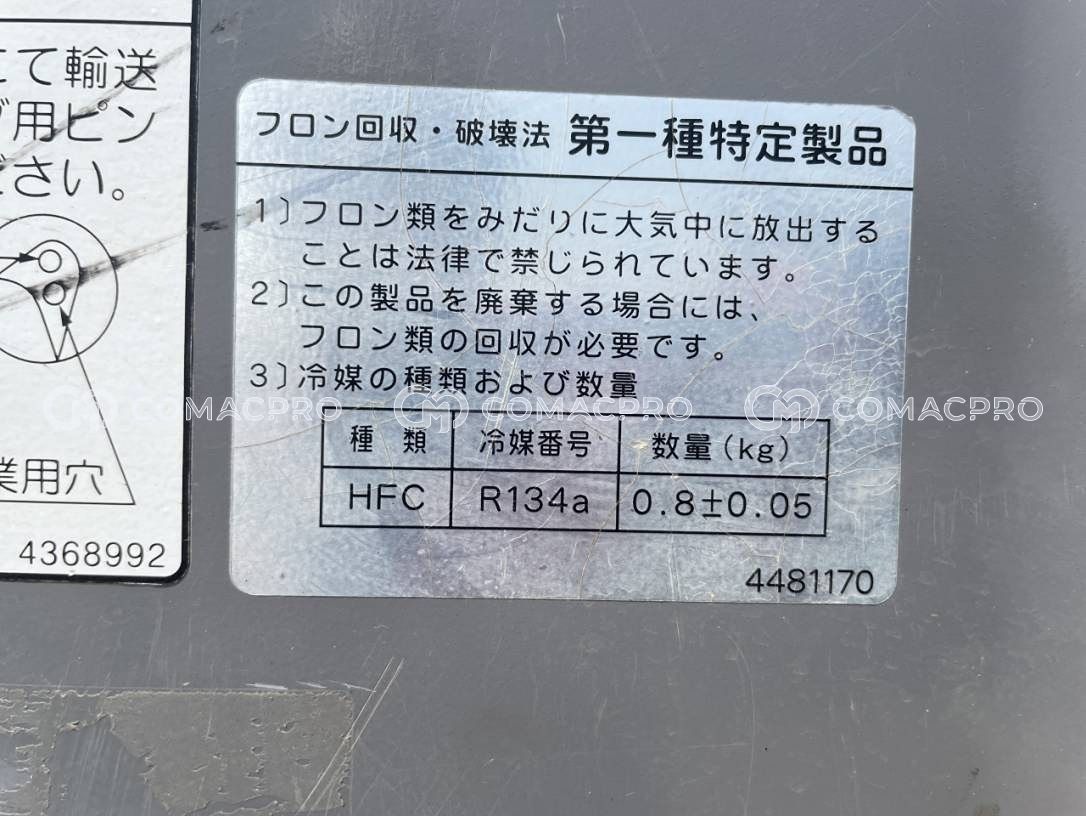 にて輸送
グ用ピン
ださい。
業用穴
4368992
フロン回収・破壊法 第一種特定製品
1)フロン類をみだりに大気中に放出する
ことは法律で禁じられています。
2)この製品を廃棄する場合には、
フロン類の回収が必要です。
3)冷媒の種類および数量
種 類 冷媒番号 数量(kg)
HFC R134a 0.8±0.05
4481170
COMACPRO COMACPRO COMACPRO